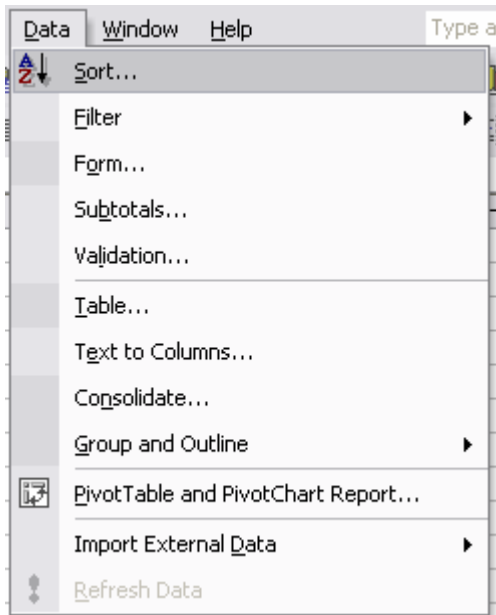 Data Window Help Type a
Sort...
Filter
Form...
Subtotals...
Validation...
Table...
Text to Columns...
Consolidate...
Group and Outline
PivotTable and PivotChart Report...
Import External Data
Refresh Data